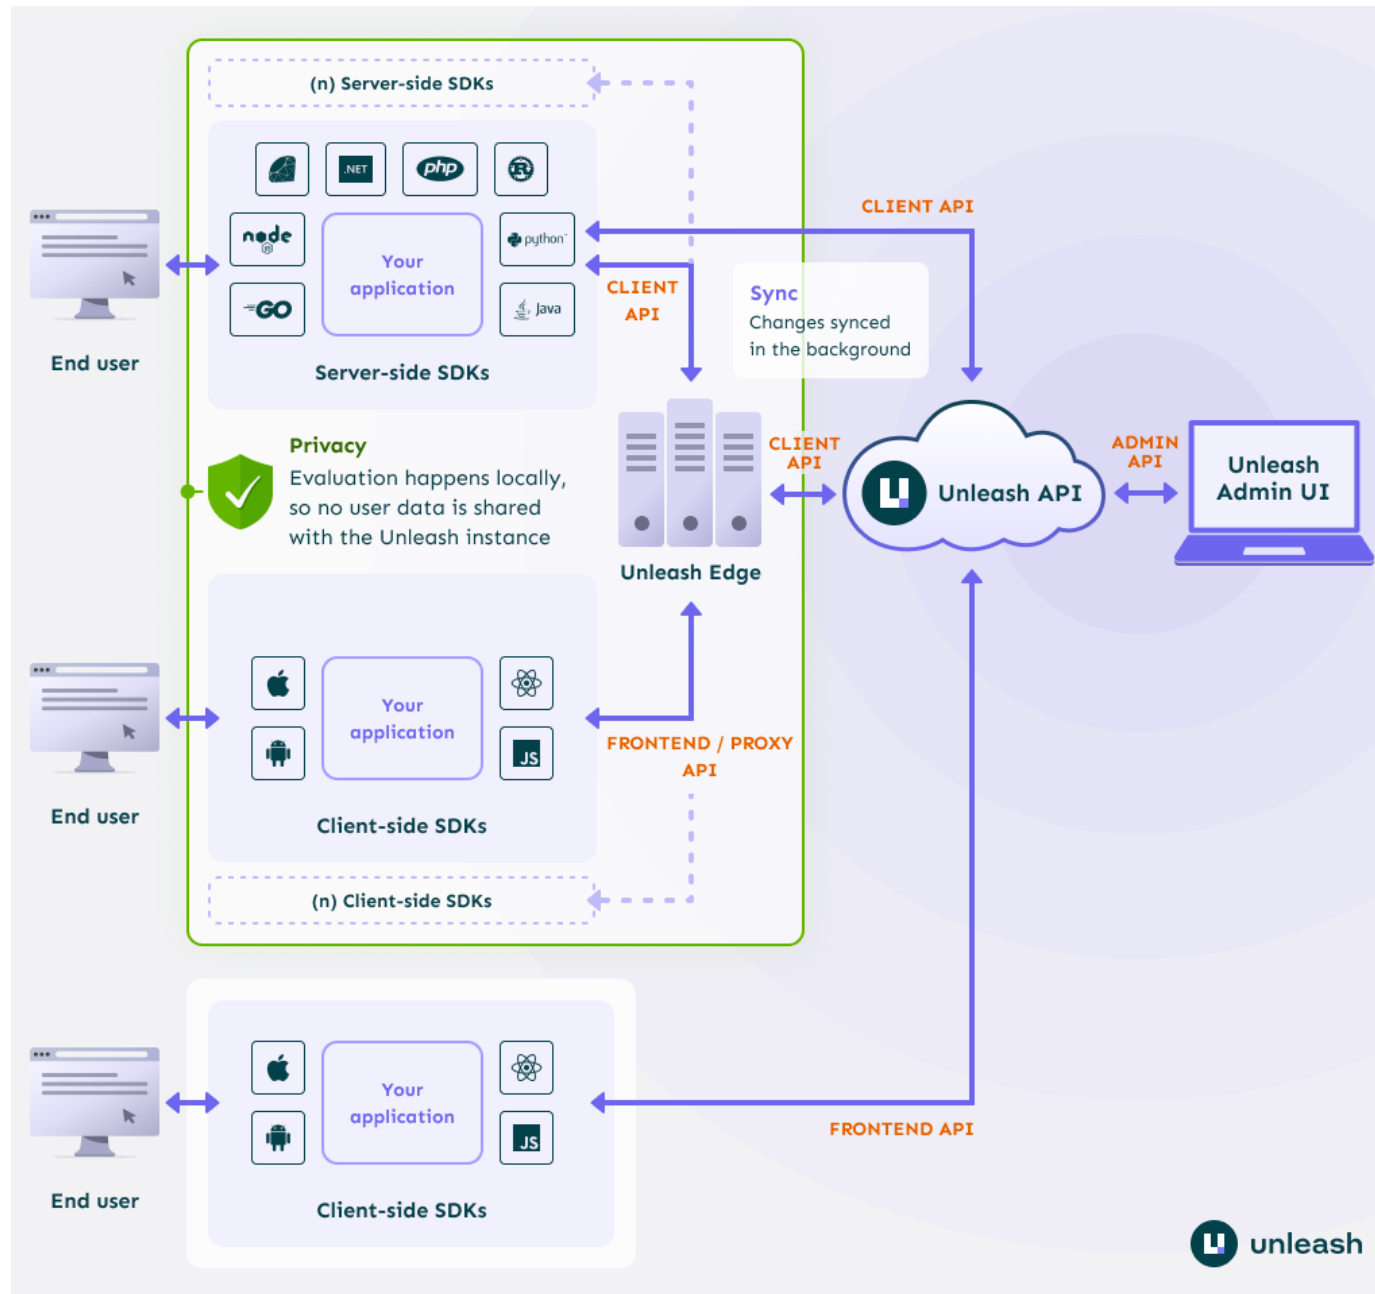 (n) Server-side SDKs
.NET
php
R
node
JS
python
GO
Java
Your
application
Server-side SDKs
End user
CLIENT API
CLIENT
API
Sync
Changes synced
in the background
Privacy
Evaluation happens locally,
so no user data is shared
with the Unleash instance
Unleash Edge
CLIENT
API
Unleash API
ADMIN
API
Unleash
Admin UI
Your
application
JS
Client-side SDKs
End user
FRONTEND / PROXY
API
(n) Client-side SDKs
Your
application
JS
Client-side SDKs
End user
FRONTEND API
unleash